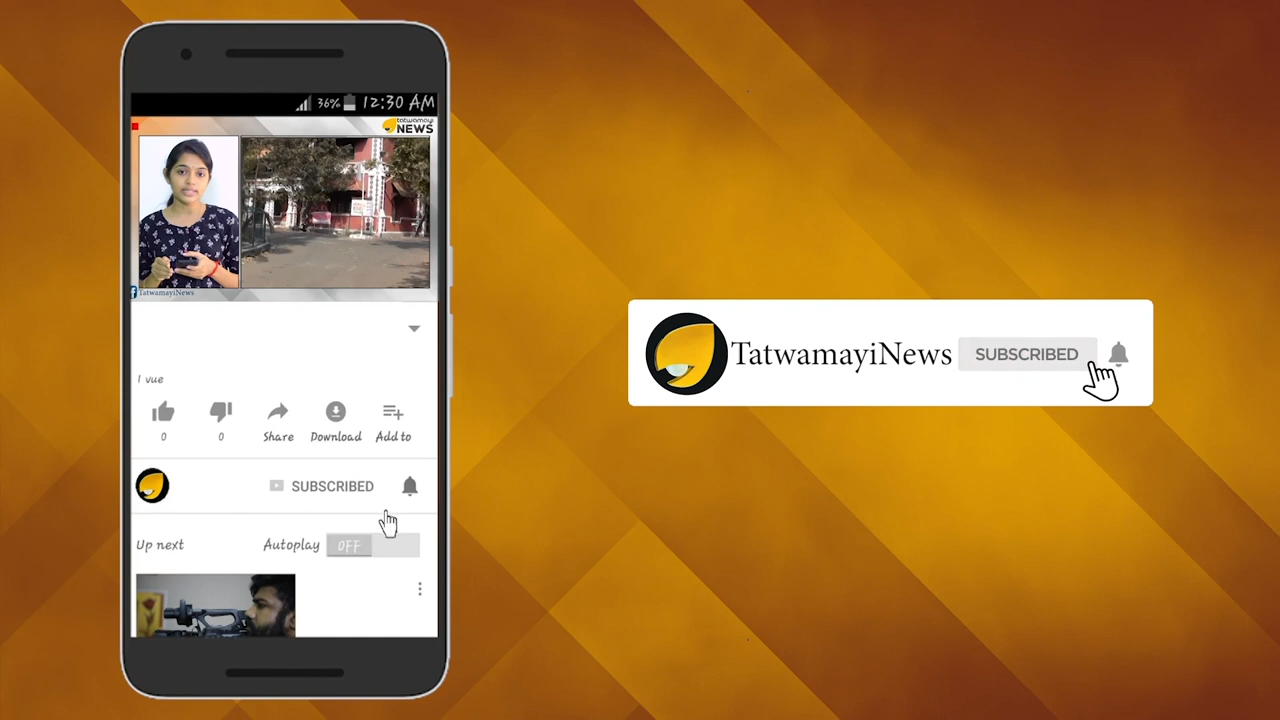 36% 12:30 AM
tatwamayi
NEWS
TatwamayiNews
1 vue
0 0 Share Download Add to
SUBSCRIBED
Up next Autoplay OFF
TatwamayiNews SUBSCRIBED